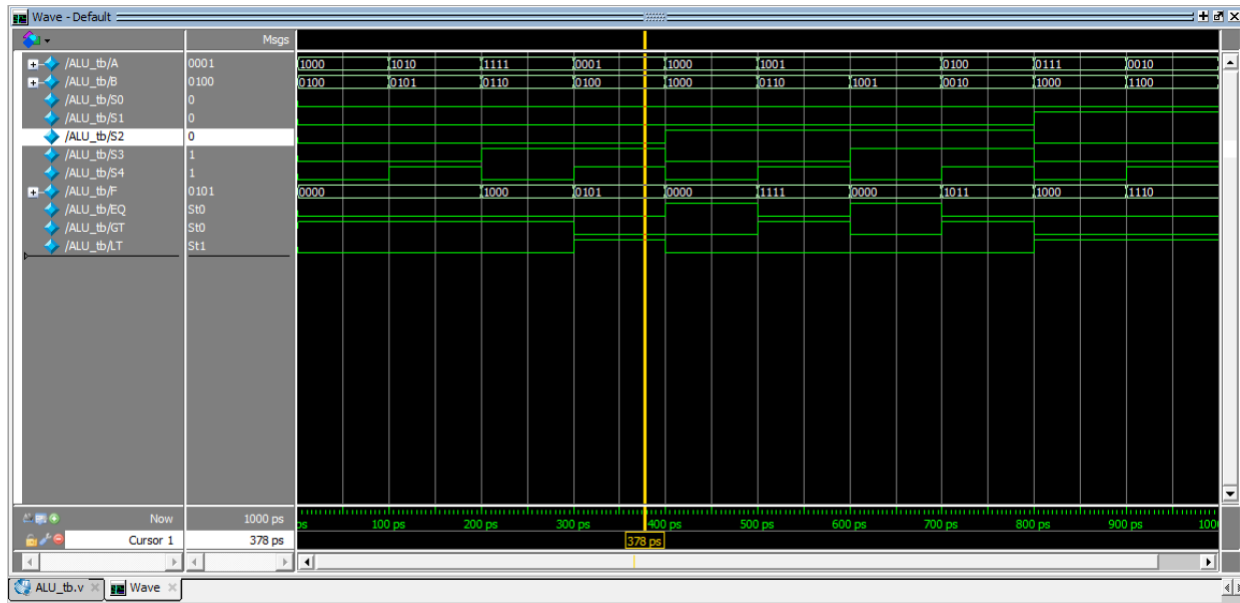 Wave - Default
Msgs
/ALU_tb/A 0001 1000 1010 1111 0001 1000 1001 0100 0111 0010
/ALU_tb/B 0100 0100 0101 0110 0100 1000 0110 1001 0010 1000 1100
/ALU_tb/S0 0
/ALU_tb/S1 0
/ALU_tb/S2 0
/ALU_tb/S3 1
/ALU_tb/S4 1
/ALU_tb/F 0101 0000 1000 0101 0000 1111 0000 1011 1000 1110
/ALU_tb/EQ St0
/ALU_tb/GT St0
/ALU_tb/LT St1
Now 1000 ps ps 100 ps 200 ps 300 ps 400 ps 500 ps 600 ps 700 ps 800 ps 900 ps 100
Cursor 1 378 ps 378 ps
ALU_tb.v Wave